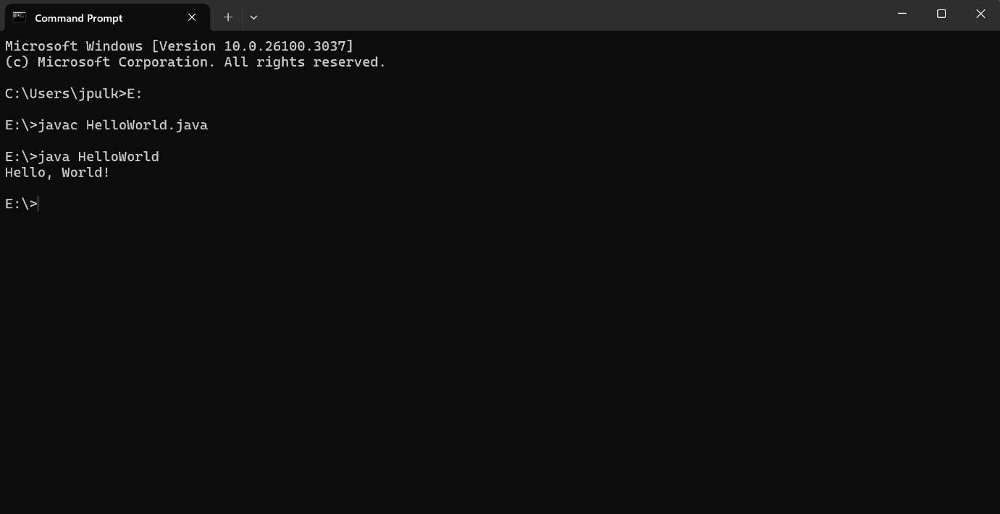 Command Prompt
Microsoft Windows [Version 10.0.26100.3037]
(c) Microsoft Corporation. All rights reserved.
C:\Users\jpulk>E:
E:\>javac HelloWorld.java
E:\>java HelloWorld
Hello, World!
E:\>